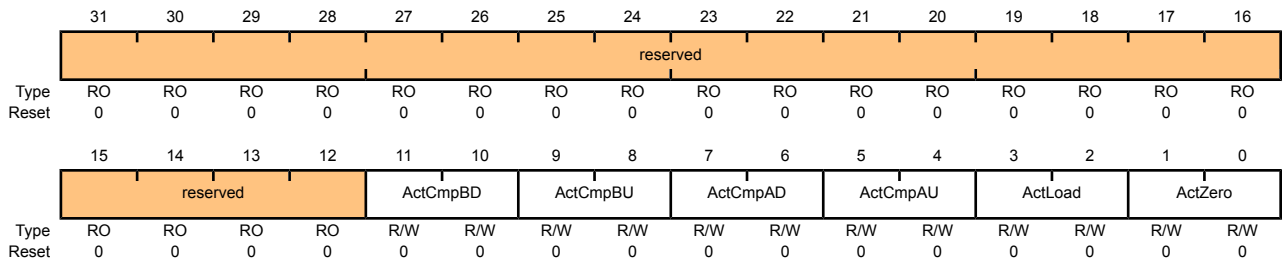 31 30 29 28 27 26 25 24 23 22 21 20 19 18 17 16
reserved
Type RO RO RO RO RO RO RO RO RO RO RO RO RO RO RO RO
Reset 0 0 0 0 0 0 0 0 0 0 0 0 0 0 0 0
15 14 13 12 11 10 9 8 7 6 5 4 3 2 1 0
reserved ActCmpBD ActCmpBU ActCmpAD ActCmpAU ActLoad ActZero
Type RO RO RO RO R/W R/W R/W R/W R/W R/W R/W R/W R/W R/W R/W R/W
Reset 0 0 0 0 0 0 0 0 0 0 0 0 0 0 0 0